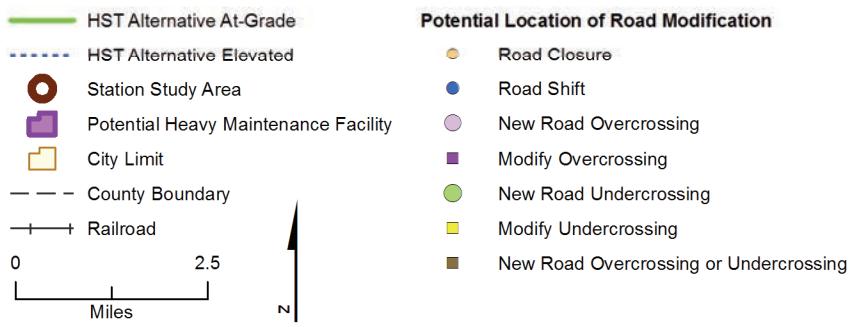 HST Alternative At-Grade
HST Alternative Elevated
Station Study Area
Potential Heavy Maintenance Facility
City Limit
County Boundary
Railroad
0 2.5
Miles
N
Potential Location of Road Modification
Road Closure
Road Shift
New Road Overcrossing
Modify Overcrossing
New Road Undercrossing
Modify Undercrossing
New Road Overcrossing or Undercrossing